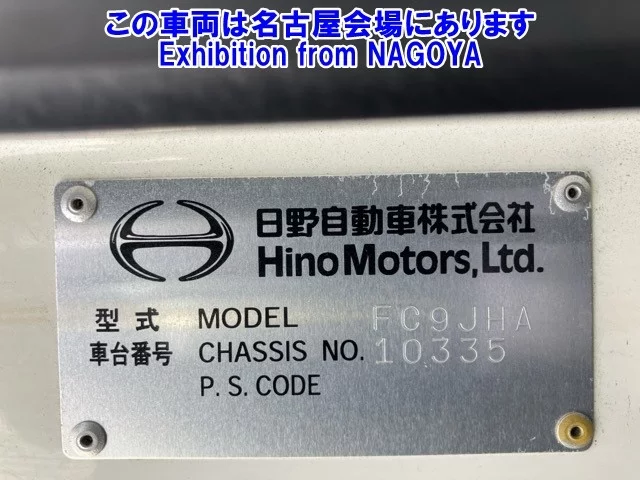 この車両は名古屋会場にあります
Exhibition from NAGOYA
日野自動車株式会社
Hino Motors, Ltd.
型式 MODEL FC9JHA
車台番号 CHASSIS NO. 10335
P. S. CODE